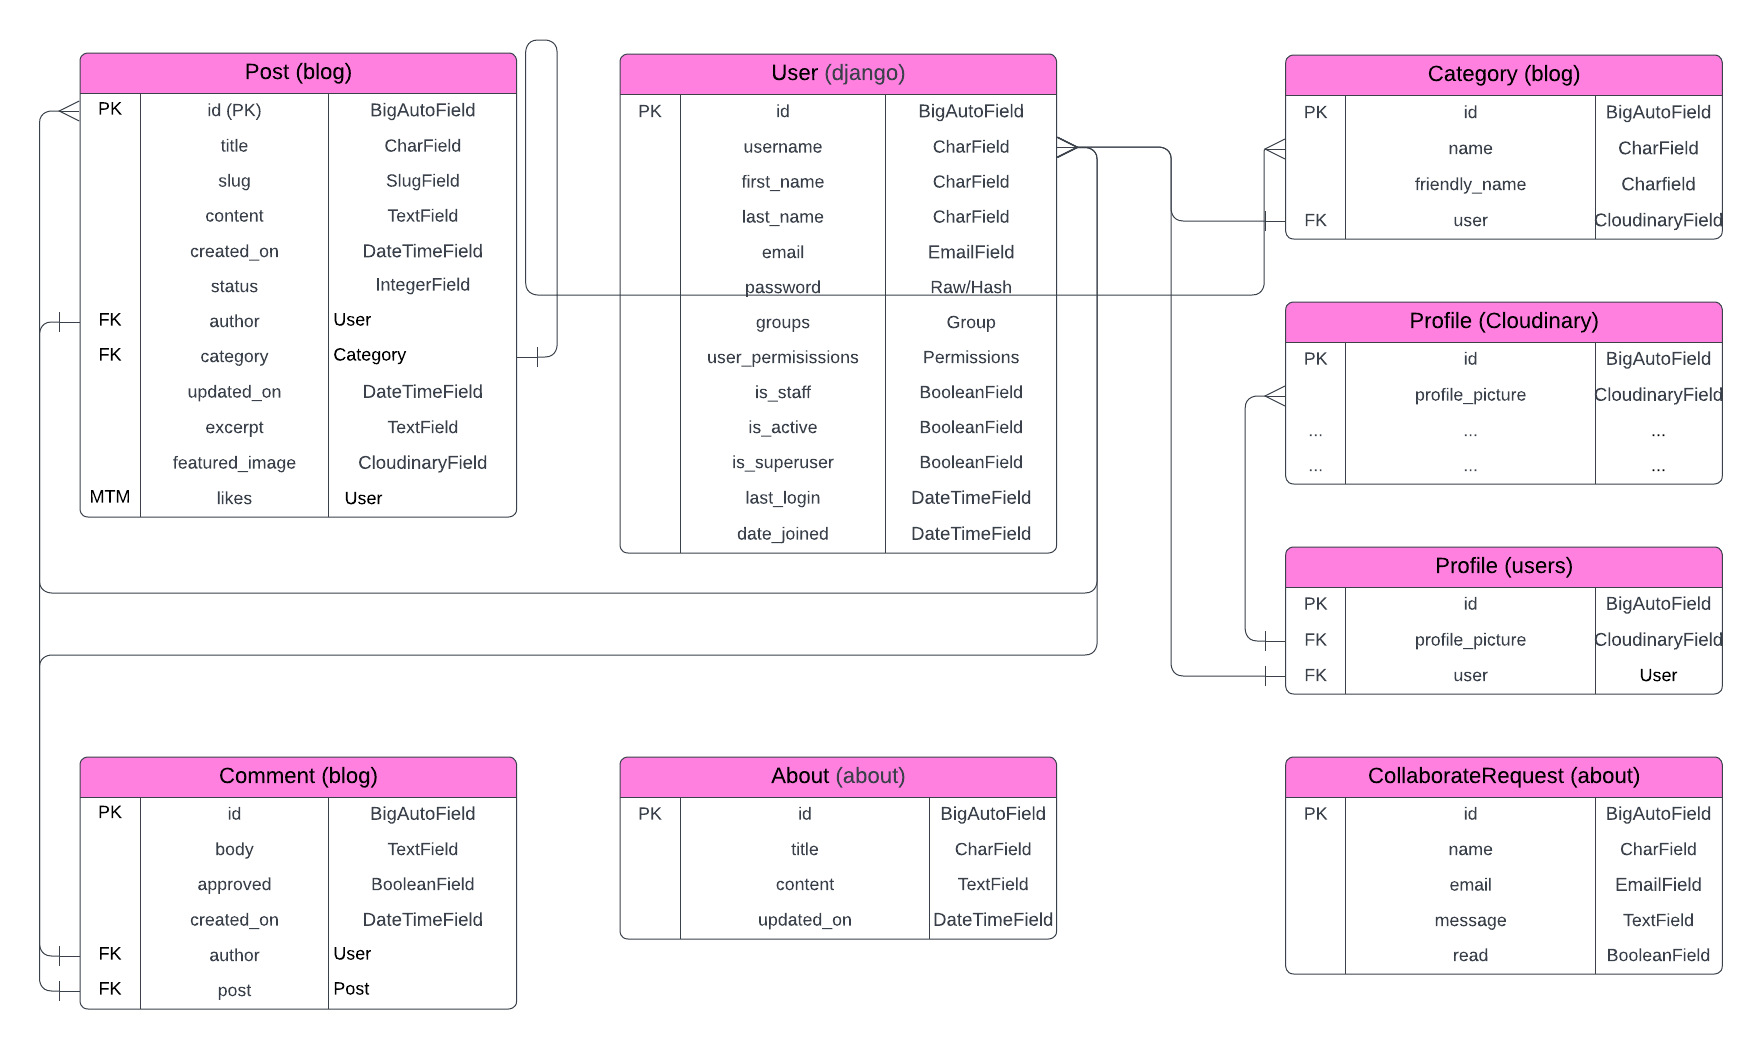 Post (blog)
PK id (PK) BigAutoField
title CharField
slug SlugField
content TextField
created_on DateTimeField
status IntegerField
FK author User
FK category Category
updated_on DateTimeField
excerpt TextField
featured_image CloudinaryField
MTM likes User
User (django)
PK id BigAutoField
username CharField
first_name CharField
last_name CharField
email EmailField
password Raw/Hash
groups Group
user_permisissions Permissions
is_staff BooleanField
is_active BooleanField
is_superuser BooleanField
last_login DateTimeField
date_joined DateTimeField
Category (blog)
PK id BigAutoField
name CharField
friendly_name Charfield
FK user CloudinaryField
Profile (Cloudinary)
PK id BigAutoField
profile_picture CloudinaryField
... ... ...
... ... ...
Profile (users)
PK id BigAutoField
FK profile_picture CloudinaryField
FK user User
Comment (blog)
PK id BigAutoField
body TextField
approved BooleanField
created_on DateTimeField
FK author User
FK post Post
About (about)
PK id BigAutoField
title CharField
content TextField
updated_on DateTimeField
CollaborateRequest (about)
PK id BigAutoField
name CharField
email EmailField
message TextField
read BooleanField